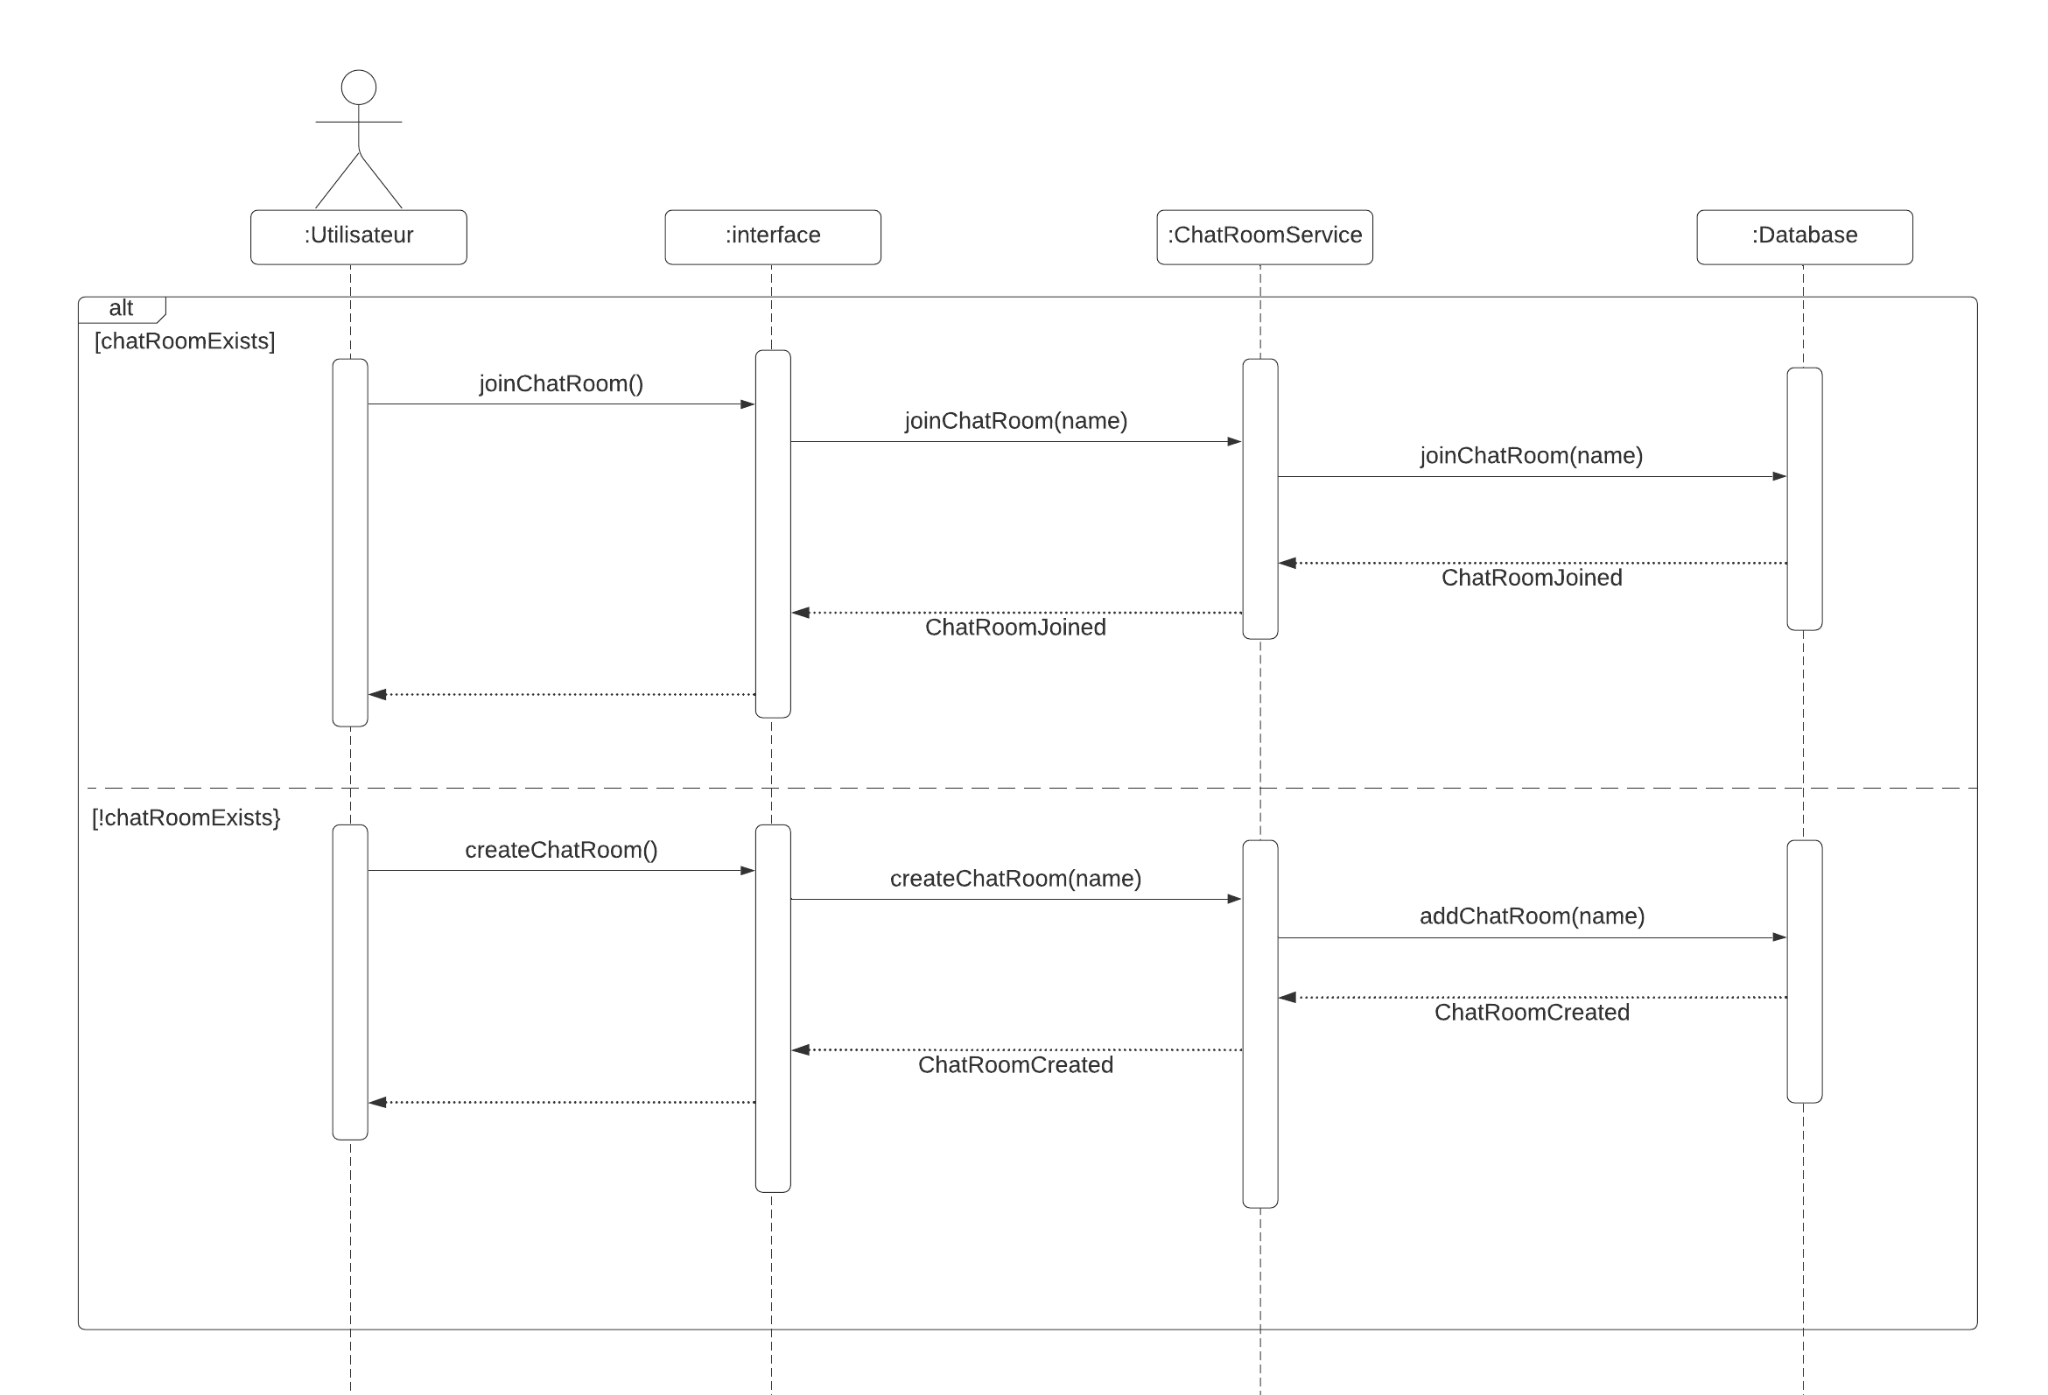 :Utilisateur
:interface
:ChatRoomService
:Database
alt
[chatRoomExists]
joinChatRoom()
joinChatRoom(name)
joinChatRoom(name)
ChatRoomJoined
ChatRoomJoined
[!chatRoomExists}
createChatRoom()
createChatRoom(name)
addChatRoom(name)
ChatRoomCreated
ChatRoomCreated